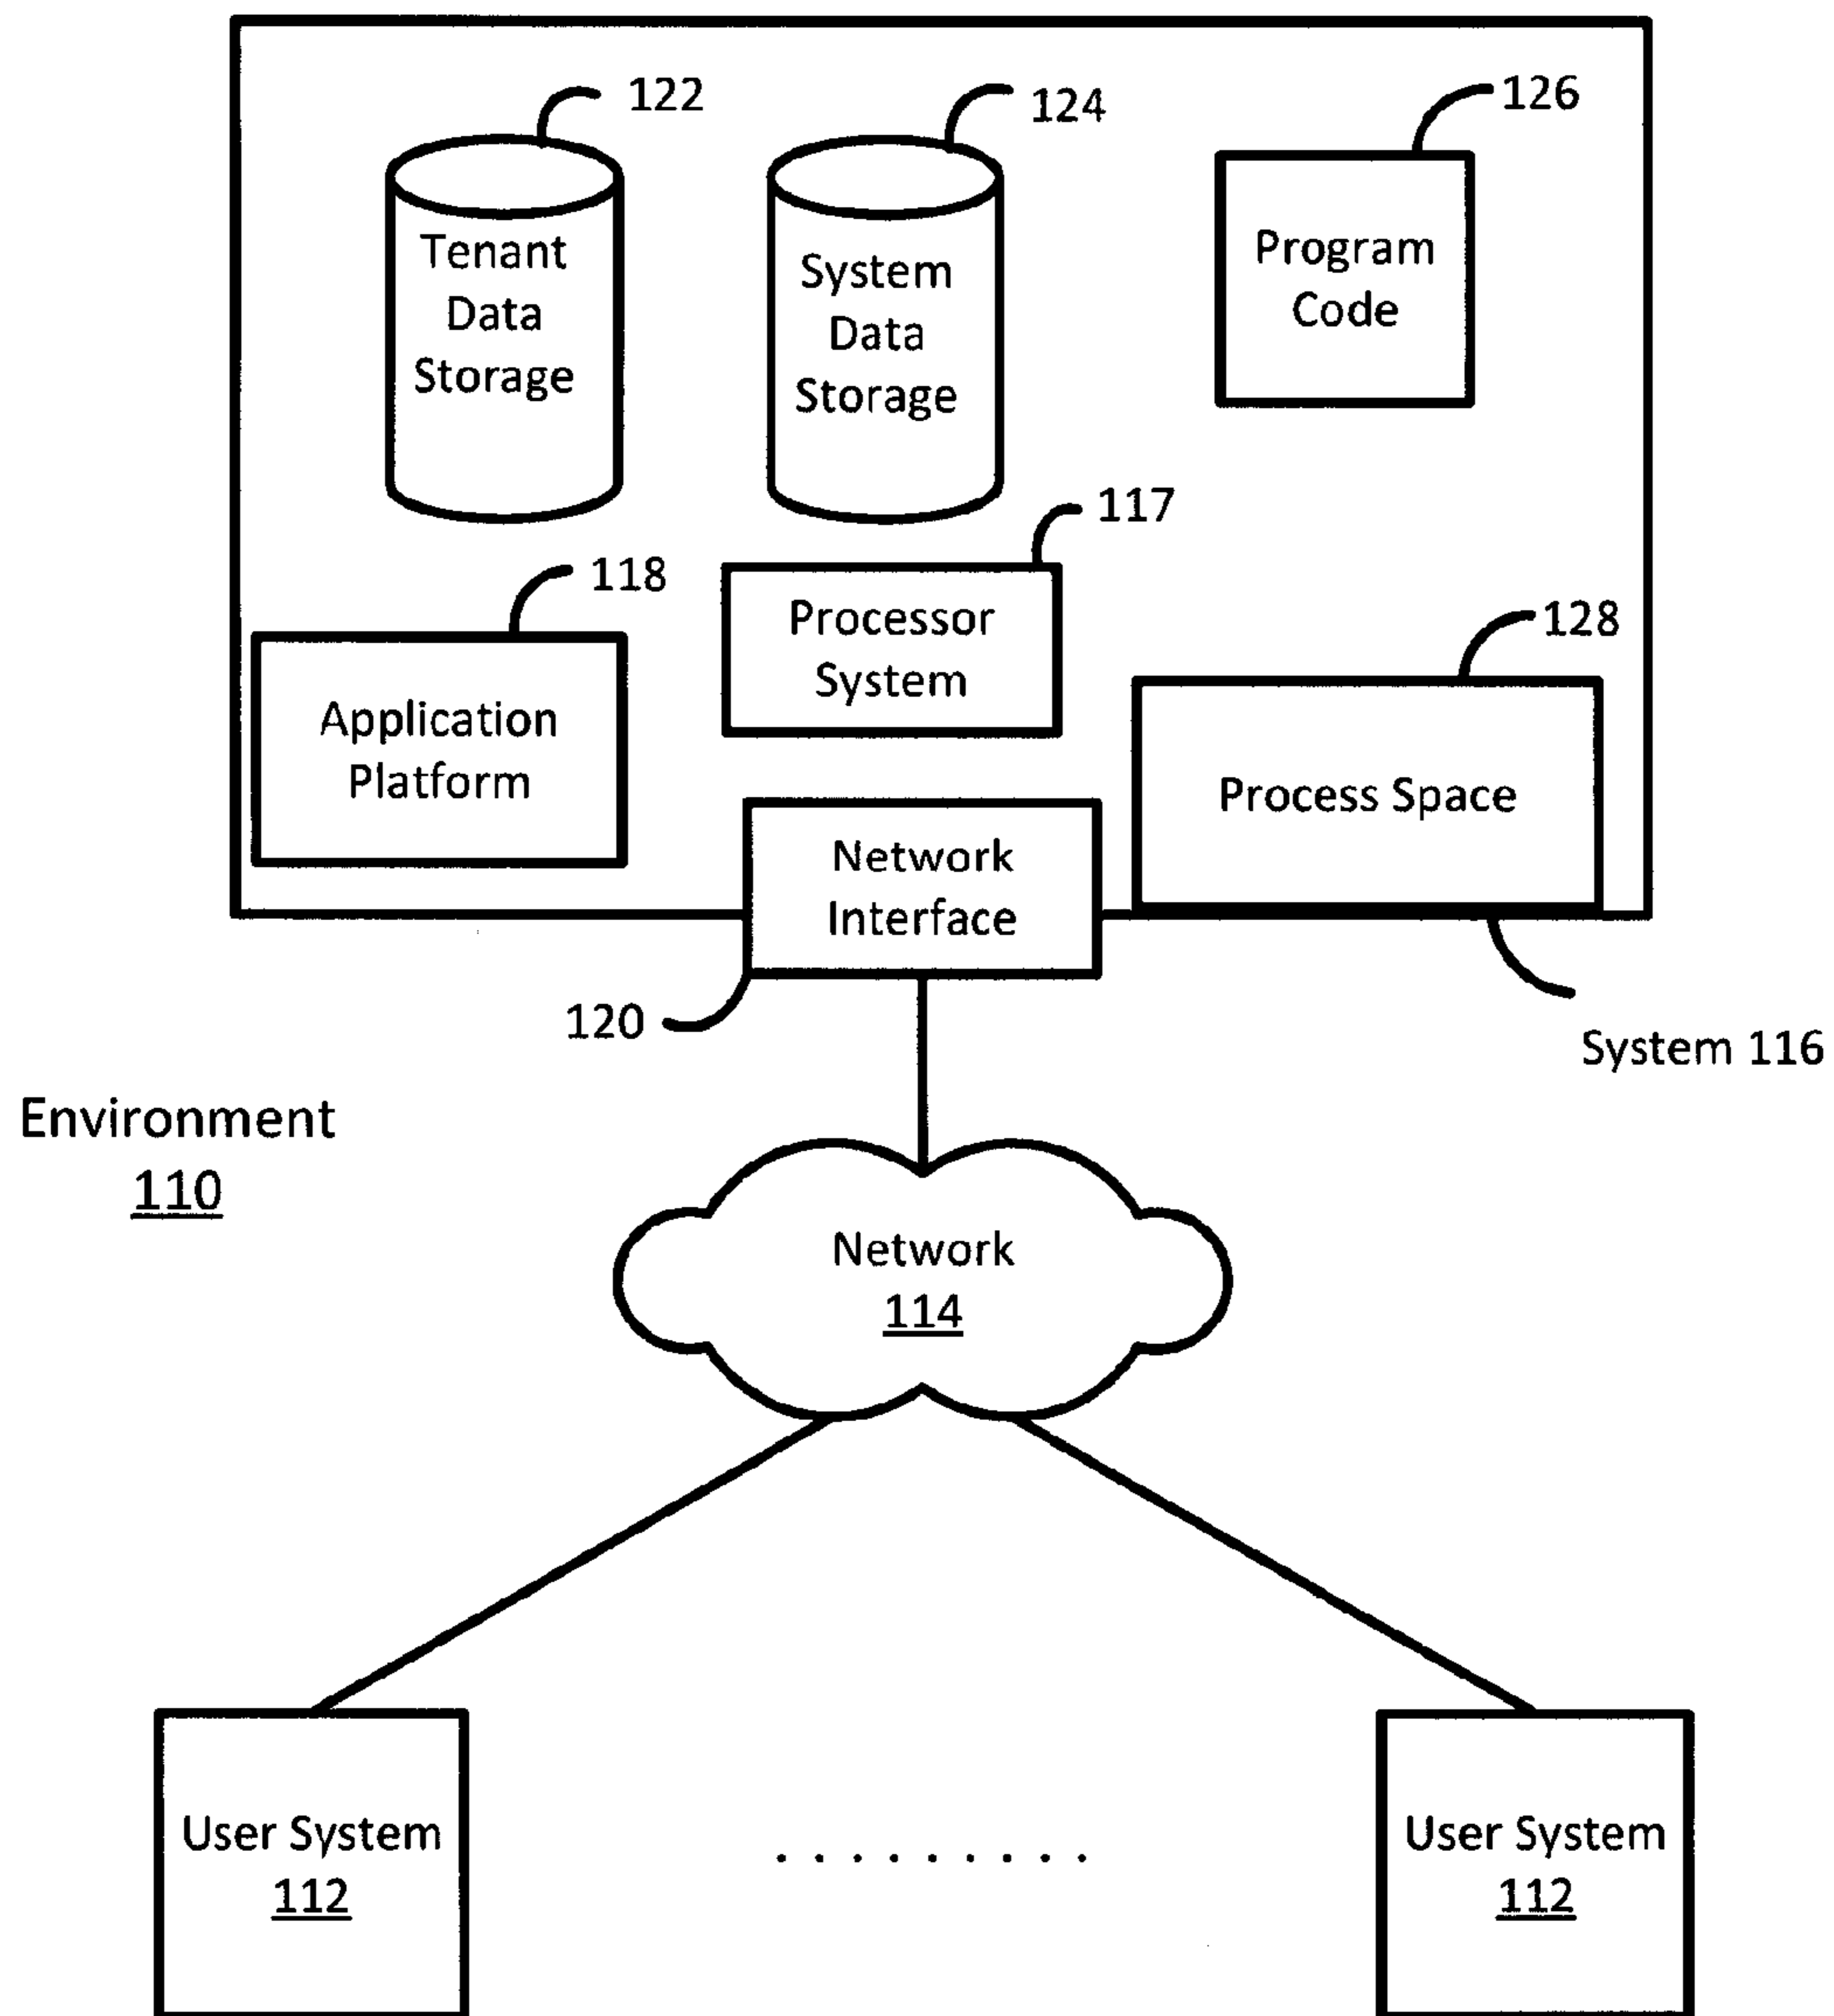 122
124
126
Tenant
Data
Storage
System
Data
Storage
Program
Code
117
118
Processor
System
128
Application
Platform
Process Space
Network
Interface
120
System 116
Environment
110
Network
114
User System
112
.........
User System
112